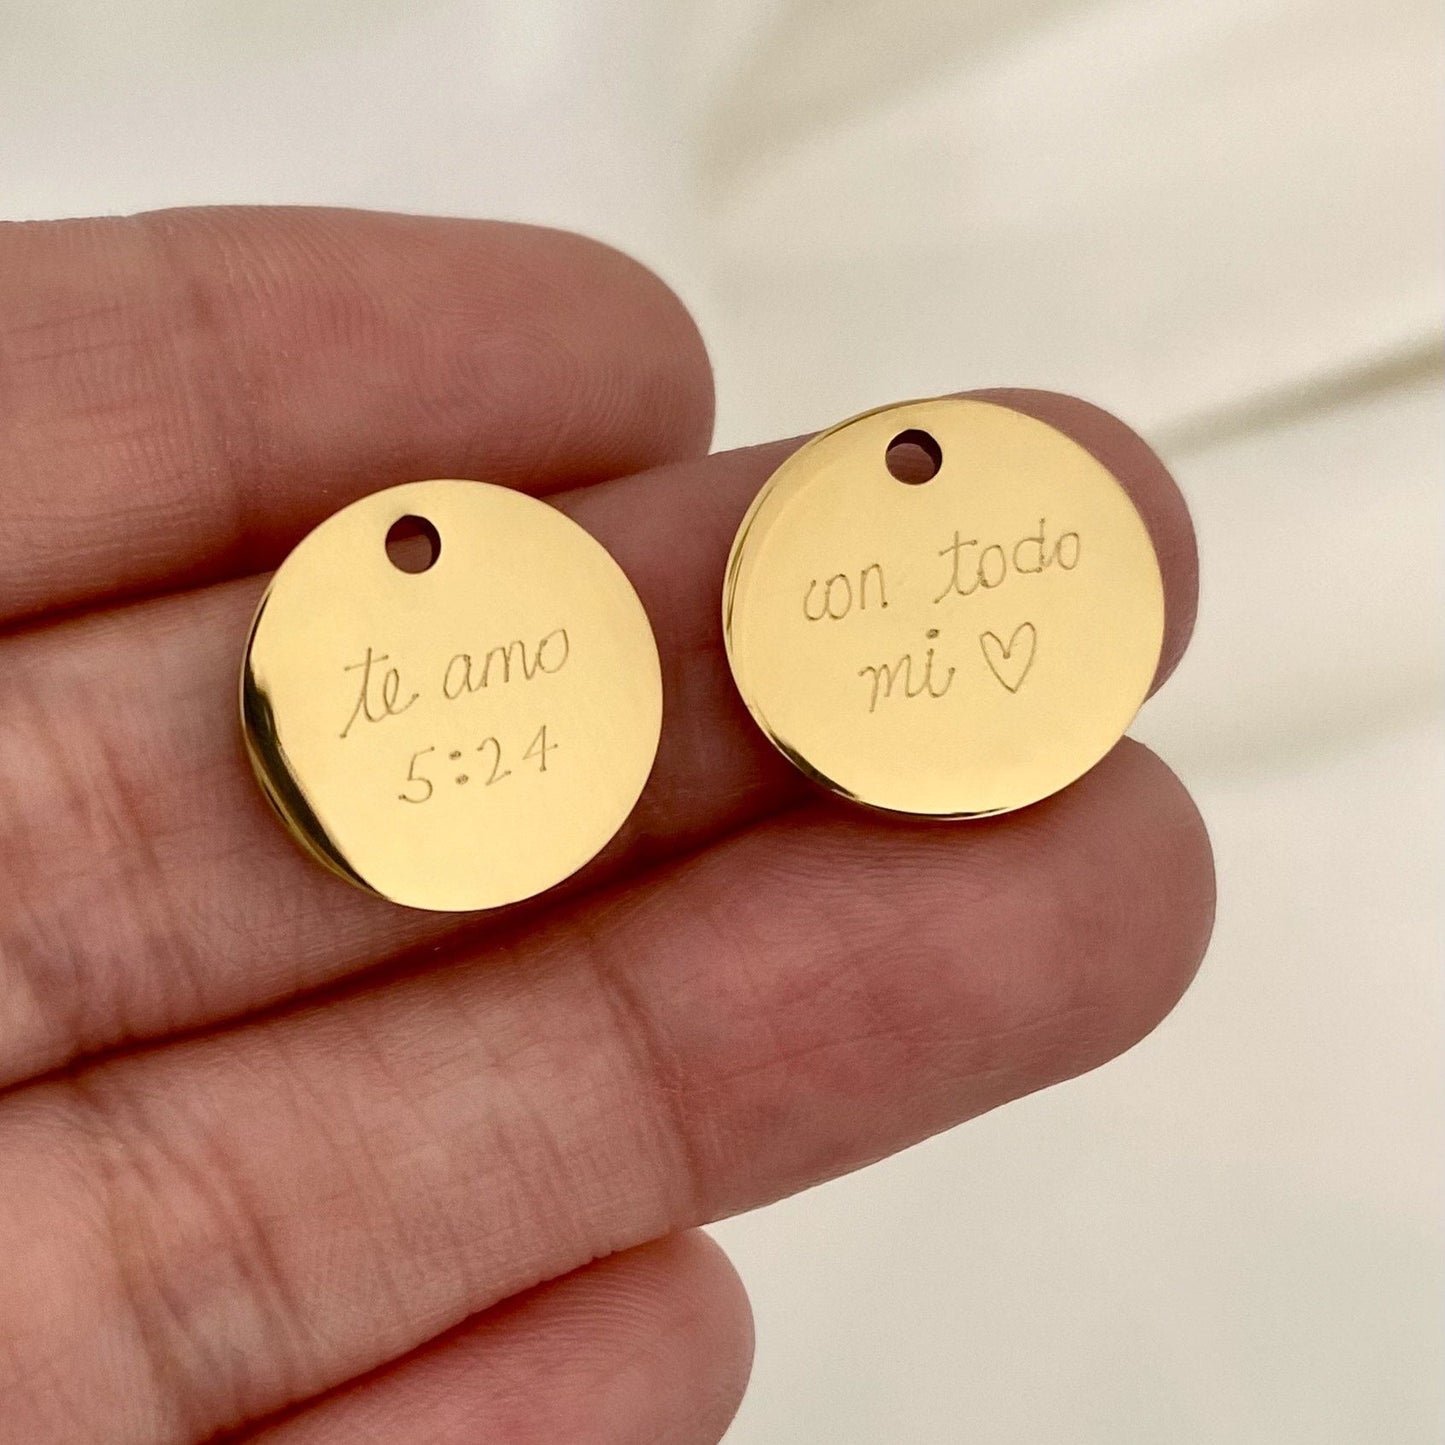 te amo
5:24
con todo
mi ♡